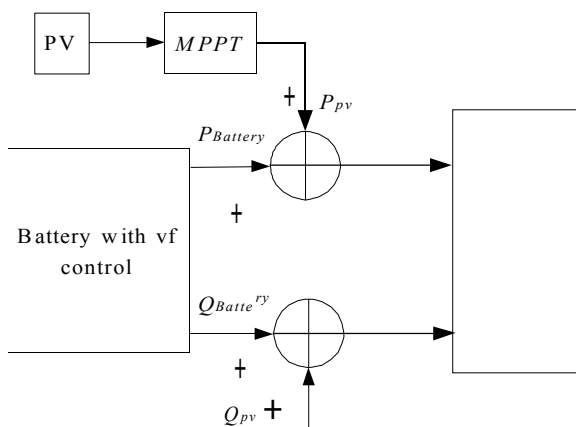 PV
MPPT
+
P_pv
P_Battery
+
Battery with vf
control
Q_Battery
+
Q_pv +